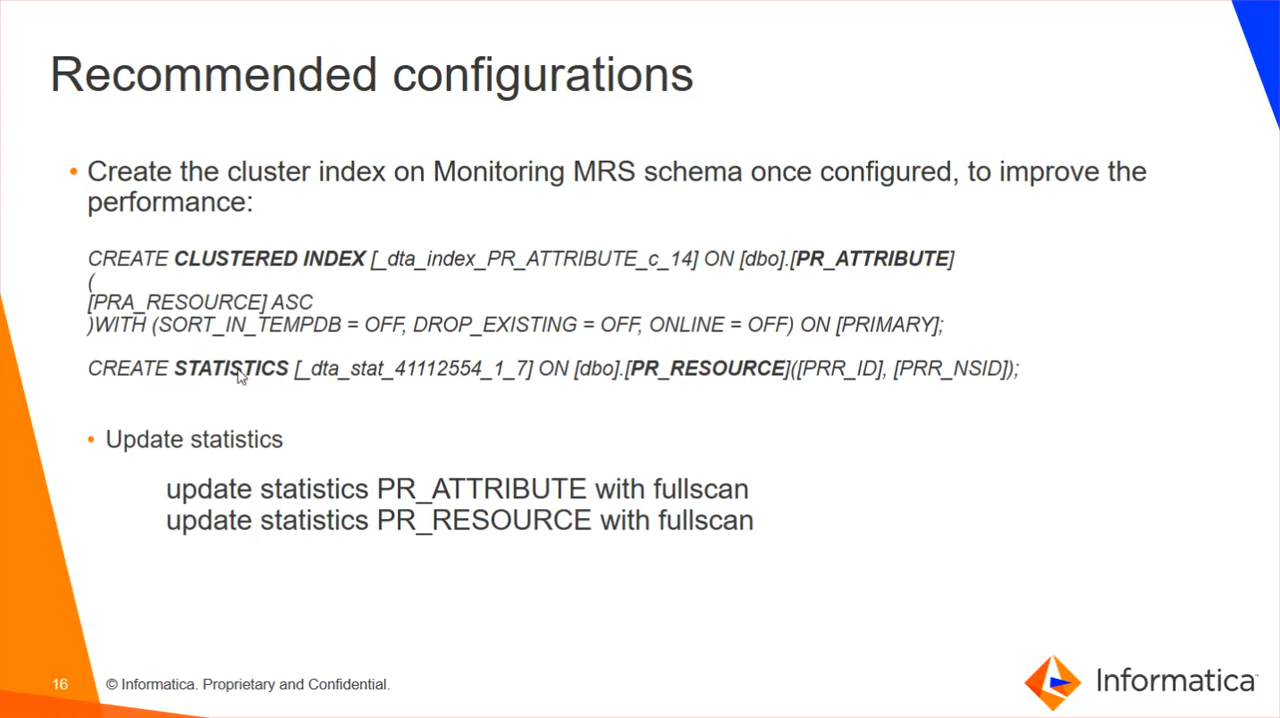 Recommended configurations
• Create the cluster index on Monitoring MRS schema once configured, to improve the
performance:
CREATE CLUSTERED INDEX [_dta_index_PR_ATTRIBUTE_c_14] ON [dbo].[PR_ATTRIBUTE]
(
[PRA_RESOURCE] ASC
)WITH (SORT_IN_TEMPDB = OFF, DROP_EXISTING = OFF, ONLINE = OFF) ON [PRIMARY];
CREATE STATISTICS [_dta_stat_41112554_1_7] ON [dbo].[PR_RESOURCE]([PRR_ID], [PRR_NSID]);
• Update statistics
update statistics PR_ATTRIBUTE with fullscan
update statistics PR_RESOURCE with fullscan
16 © Informatica. Proprietary and Confidential.
Informatica